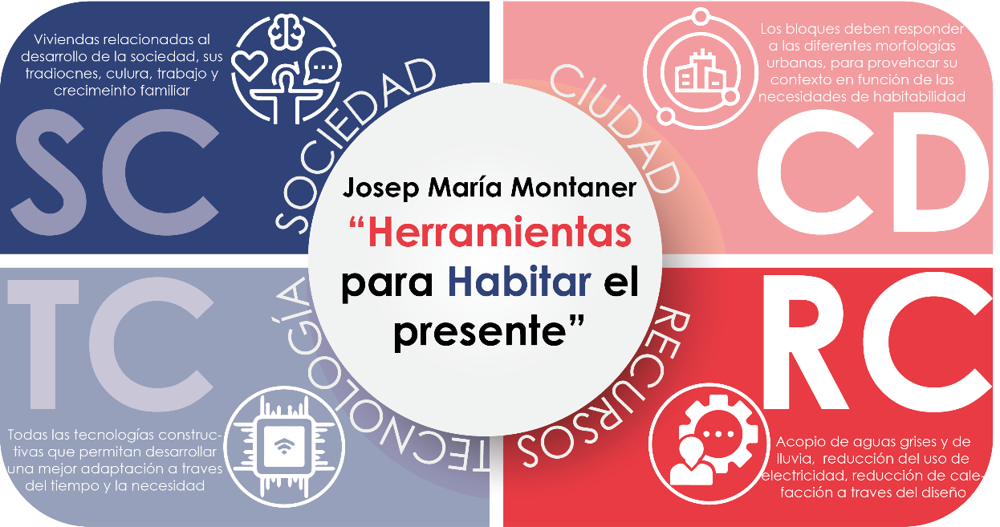 Viviendas relacionadas al
desarrollo de la sociedad, sus
tradiocnes, culura, trabajo y
crecimeinto familiar
SC
SOCIEDAD
Los bloques deben responder
a las diferentes morfologías
urbanas, para provehcar su
contexto en función de las
necesidades de habitabilidad
CD
CIUDAD
Josep María Montaner
“Herramientas
para Habitar el
presente”
TC
TECNOLOGÍA
Todas las tecnologías construc-
tivas que permitan desarrollar
una mejor adaptación a traves
del tiempo y la necesidad
RC
RECURSOS
Acopio de aguas grises y de
lluvia, reducción del uso de
electricidad, reducción de cale-
facción a traves del diseño